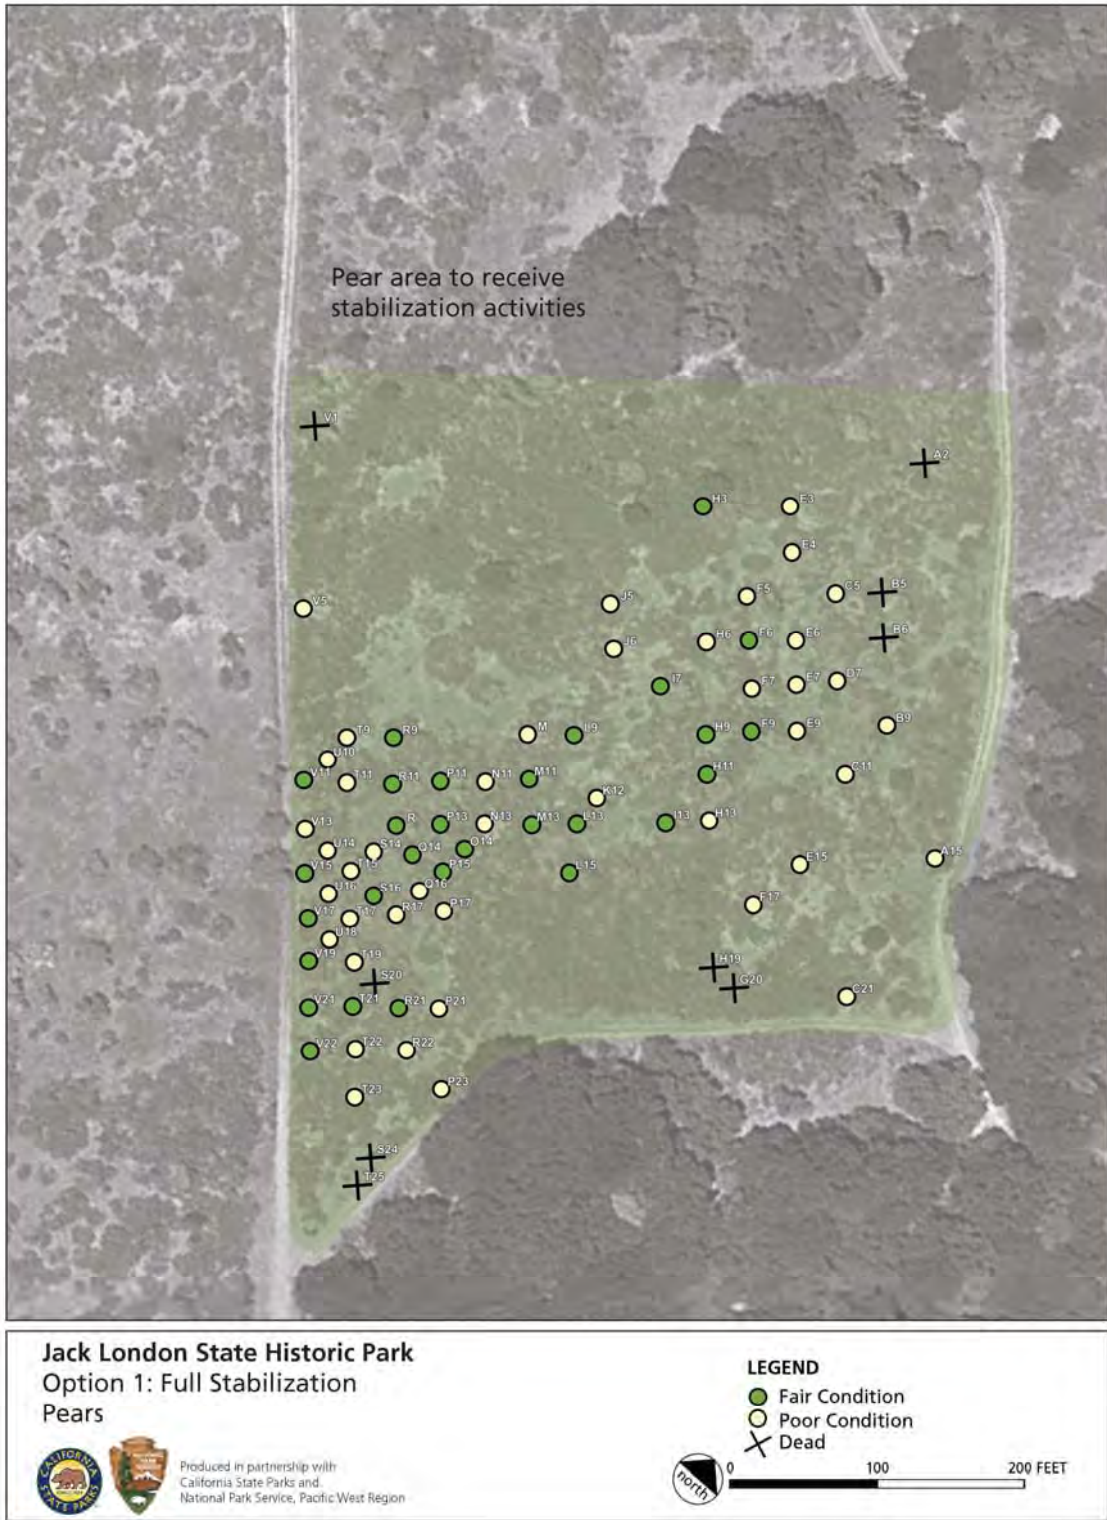 Pear area to receive
stabilization activities
V1
A2
H3
E3
E4
V5
J5
F5
C5
B5
J6
H6
F6
E6
B6
I7
F7
E7
D7
T9
R9
M
L9
H9
F9
E9
B9
U10
V11
T11
R11
P11
N11
M11
H11
C11
K12
V13
R
P13
N13
M13
L13
I13
H13
U14
S14
Q14
O14
V15
T15
P15
L15
E15
A15
U16
S16
Q16
V17
T17
R17
P17
F17
U18
V19
T19
H19
S20
G20
V21
T21
R21
P21
C21
V22
T22
R22
T23
P23
S24
T25
Jack London State Historic Park
Option 1: Full Stabilization
Pears
CALIFORNIA
STATE PARKS
Produced in partnership with
California State Parks and
National Park Service, Pacific West Region
LEGEND
Fair Condition
Poor Condition
Dead
north
0 100 200 FEET